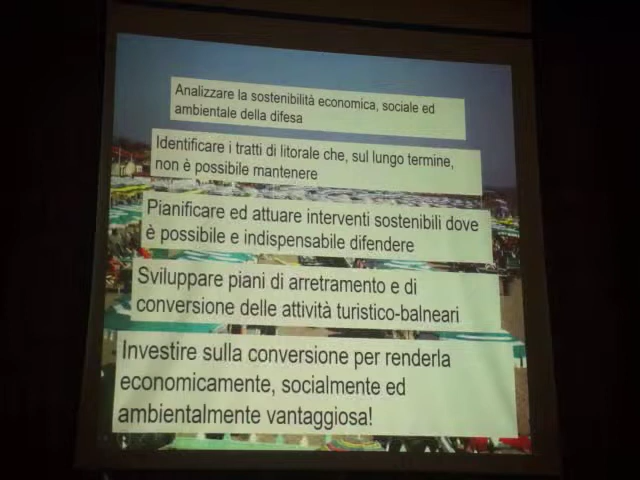 Analizzare la sostenibilità economica, sociale ed
ambientale della difesa
Identificare i tratti di litorale che, sul lungo termine,
non è possibile mantenere
Pianificare ed attuare interventi sostenibili dove
è possibile e indispensabile difendere
Sviluppare piani di arretramento e di
conversione delle attività turistico-balneari
Investire sulla conversione per renderla
economicamente, socialmente ed
ambientalmente vantaggiosa!